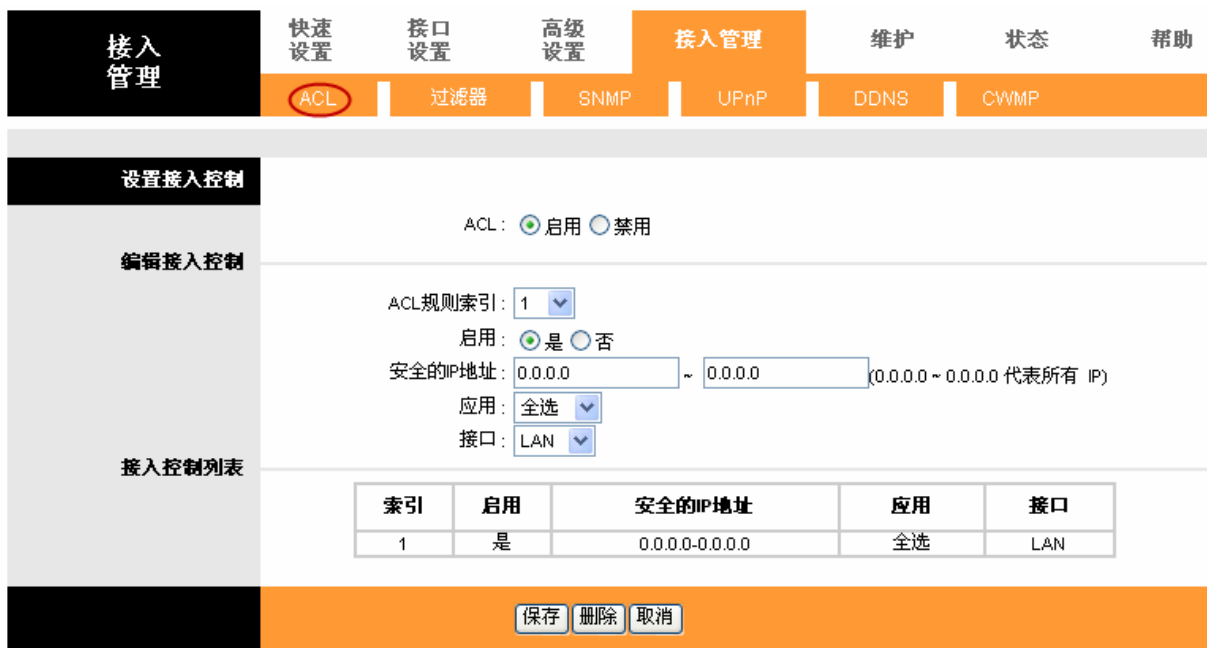 接入
管理
快速
设置
接口
设置
高级
设置
接入管理
维护
状态
帮助
ACL
过滤器
SNMP
UPnP
DDNS
CWMP
设置接入控制
ACL: 启用 禁用
编辑接入控制
ACL规则索引: 1
启用: 是 否
安全的IP地址: 0.0.0.0 ~ 0.0.0.0 (0.0.0.0 ~ 0.0.0.0 代表所有 IP)
应用: 全选
接口: LAN
接入控制列表
索引 启用 安全的IP地址 应用 接口
1 是 0.0.0.0-0.0.0.0 全选 LAN
保存 删除 取消